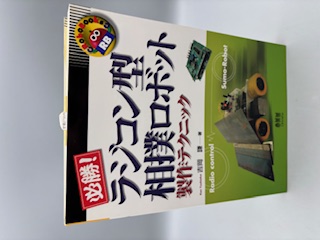 RB
必勝!
ラジコン型
相撲ロボット
製作テクニック
Sumo-Robot
Radio control